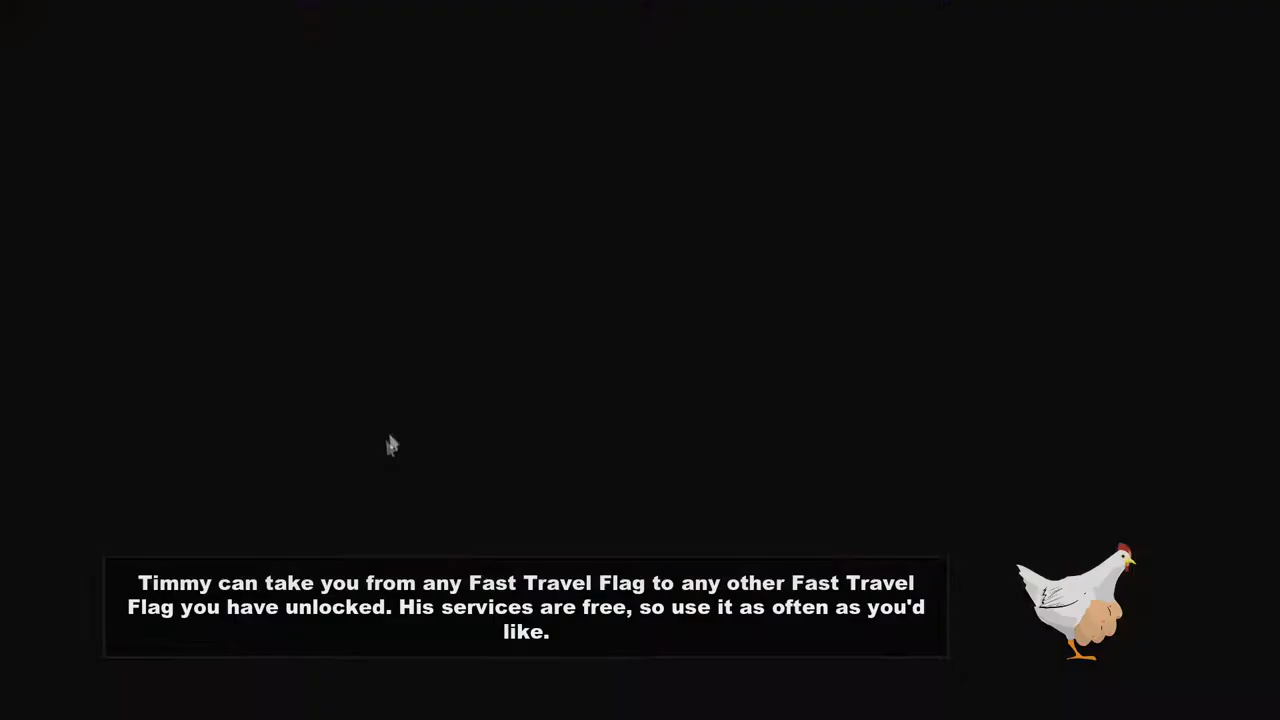 Timmy can take you from any Fast Travel Flag to any other Fast Travel
Flag you have unlocked. His services are free, so use it as often as you'd
like.